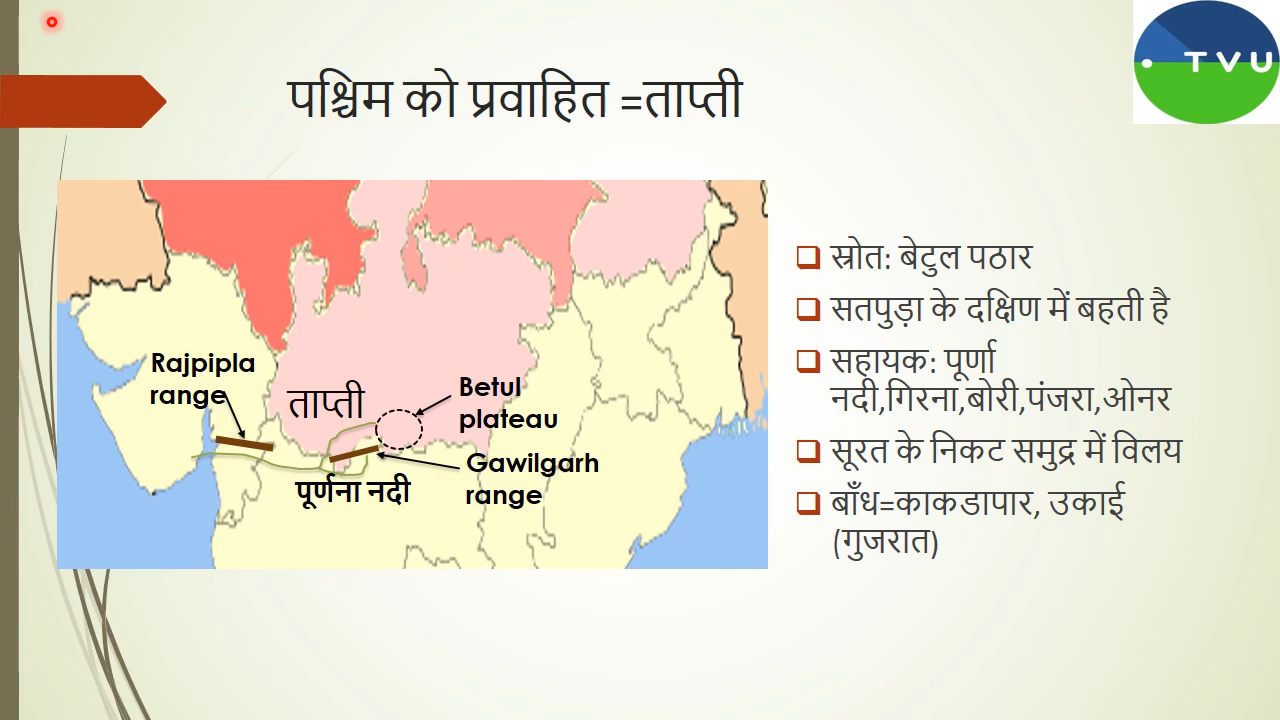 TVU
पश्चिम को प्रवाहित =ताप्ती
Rajpipla
range
ताप्ती
Betul
plateau
Gawilgarh
range
पूर्णना नदी
स्रोत: बेटुल पठार
सतपुड़ा के दक्षिण में बहती है
सहायक: पूर्णा
नदी,गिरना,बोरी,पंजरा,ओनर
सूरत के निकट समुद्र में विलय
बाँध=काकडापार, उकाई
(गुजरात)